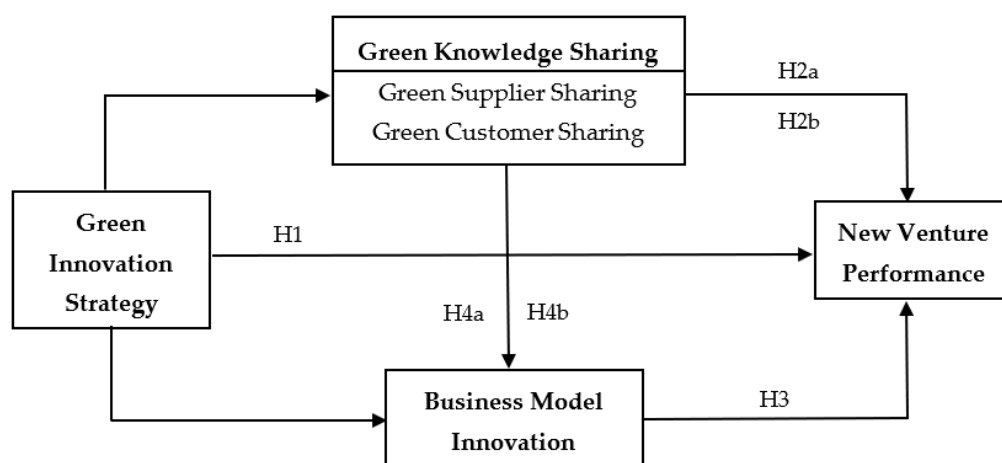 Green Knowledge Sharing
Green Supplier Sharing
Green Customer Sharing
H2a
H2b
Green
Innovation
Strategy
H1
New Venture
Performance
H4a
H4b
Business Model
Innovation
H3